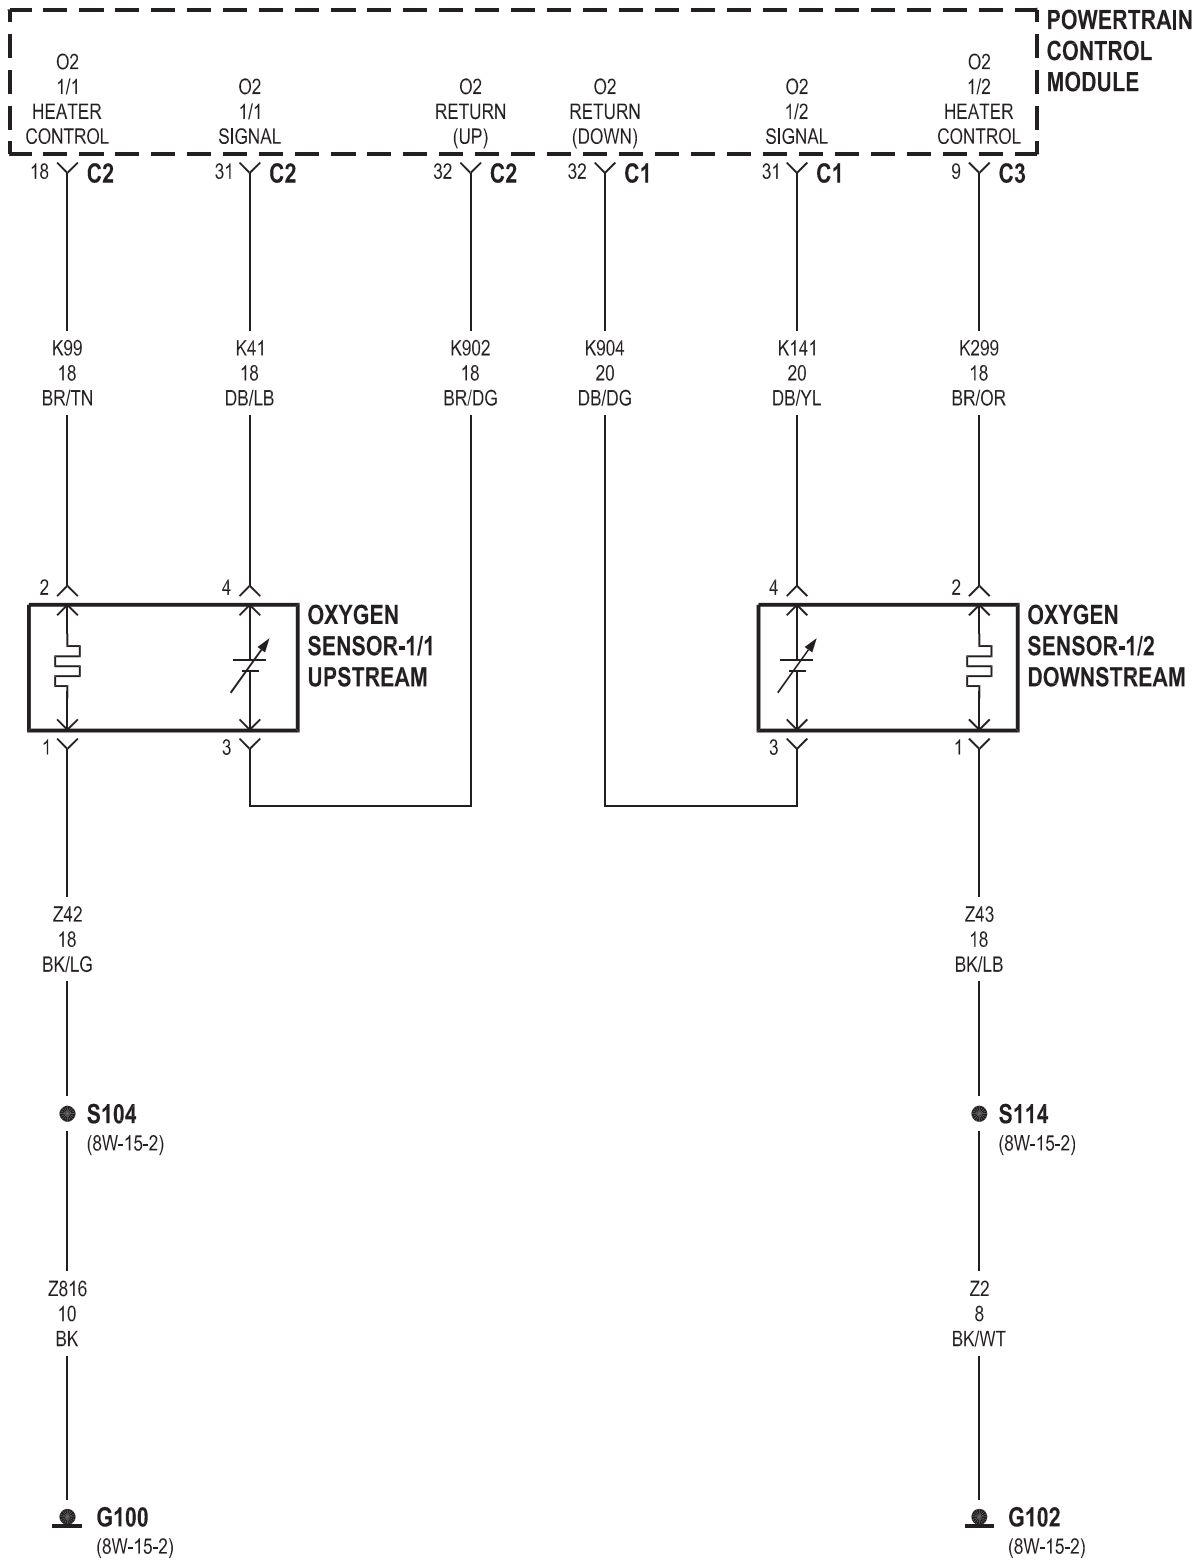 POWERTRAIN
CONTROL
MODULE
O2
1/1
HEATER
CONTROL
O2
1/1
SIGNAL
O2
RETURN
(UP)
O2
RETURN
(DOWN)
O2
1/2
SIGNAL
O2
1/2
HEATER
CONTROL
18 C2
31 C2
32 C2
32 C1
31 C1
9 C3
K99
18
BR/TN
K41
18
DB/LB
K902
18
BR/DG
K904
20
DB/DG
K141
20
DB/YL
K299
18
BR/OR
2
4
4
2
OXYGEN
SENSOR-1/1
UPSTREAM
OXYGEN
SENSOR-1/2
DOWNSTREAM
1
3
3
1
Z42
18
BK/LG
Z43
18
BK/LB
S104
(8W-15-2)
S114
(8W-15-2)
Z816
10
BK
Z2
8
BK/WT
G100
(8W-15-2)
G102
(8W-15-2)